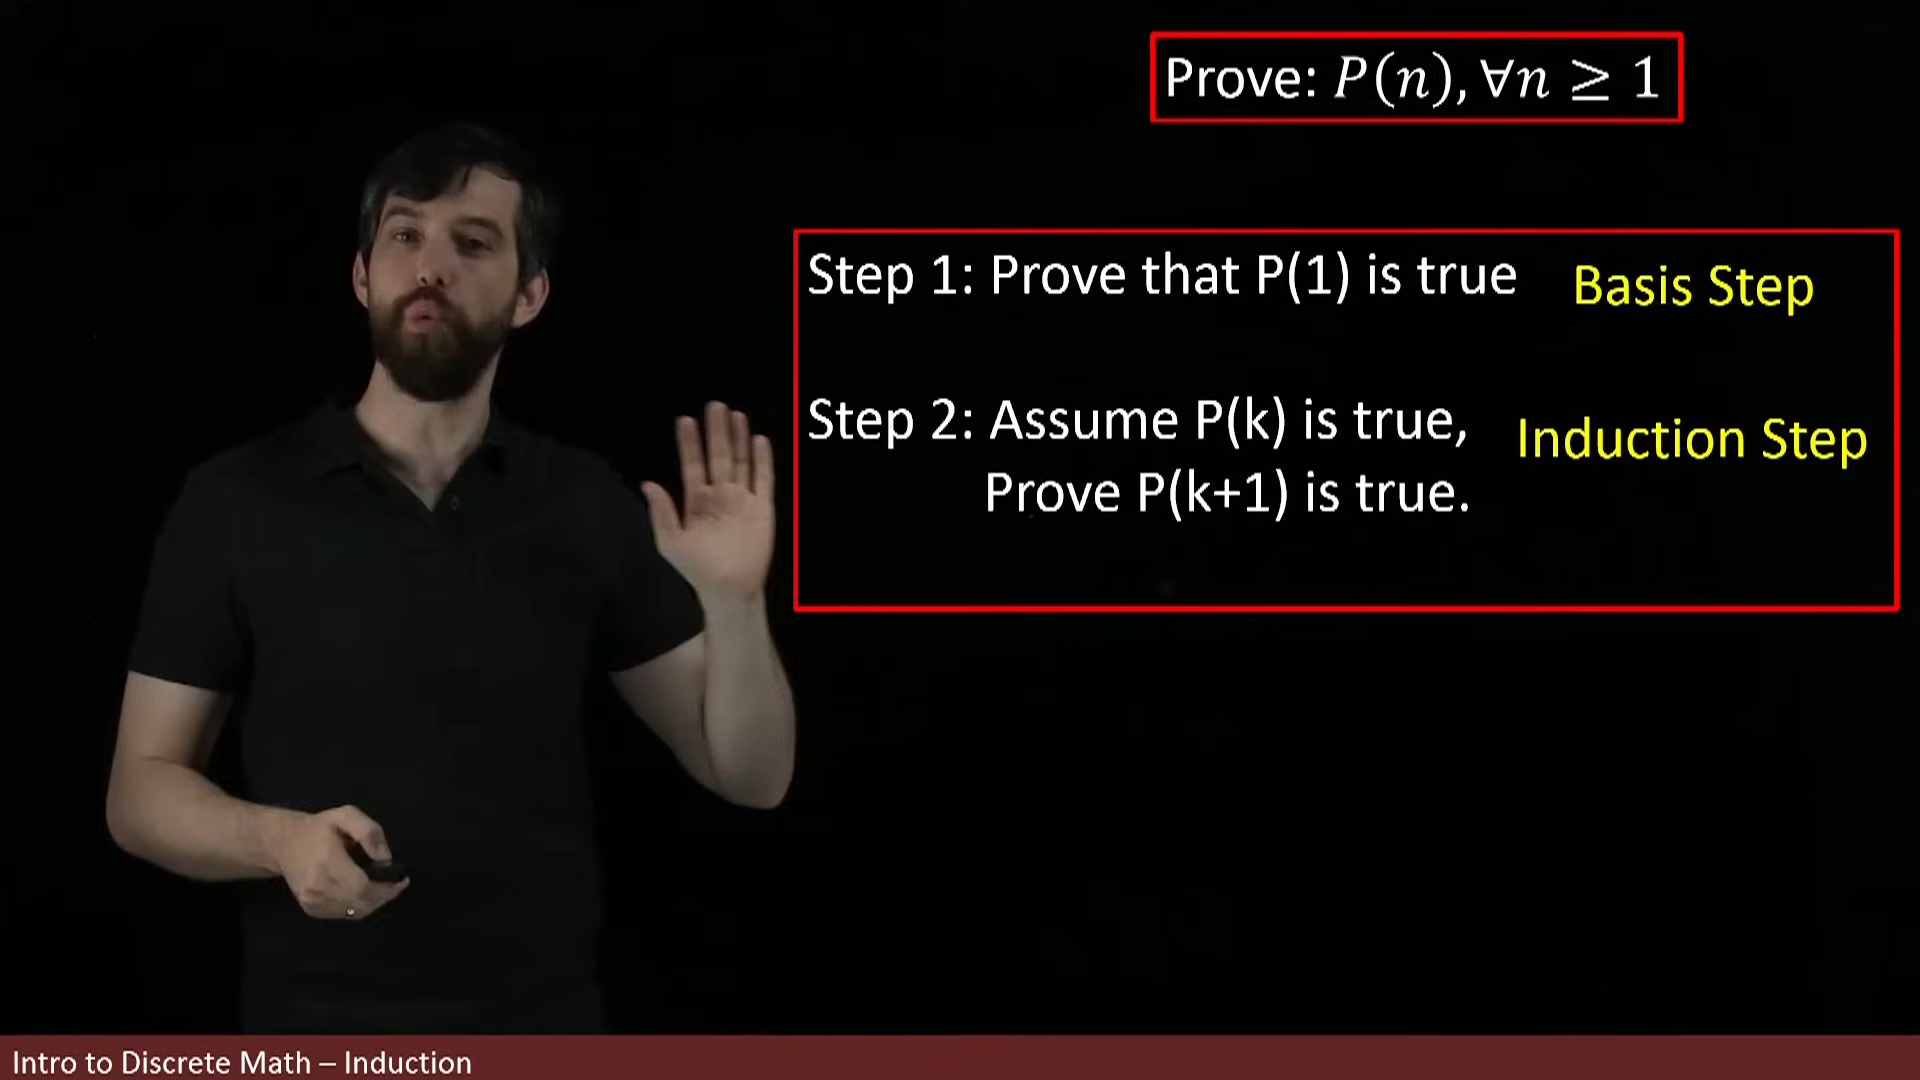 Prove: P(n), ∀n ≥ 1
Step 1: Prove that P(1) is true Basis Step
Step 2: Assume P(k) is true, Induction Step
Prove P(k+1) is true.
Intro to Discrete Math – Induction